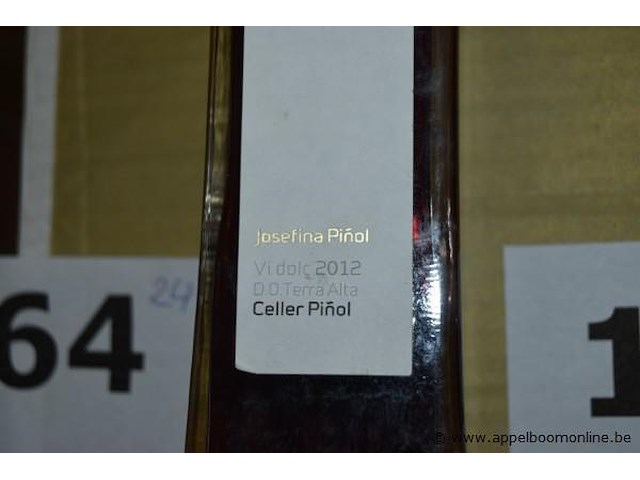 Josefina Piñol
Vi dolç 2012
D.O.Terra Alta
Celler Piñol
64
24
1
© www.appelboomonline.be